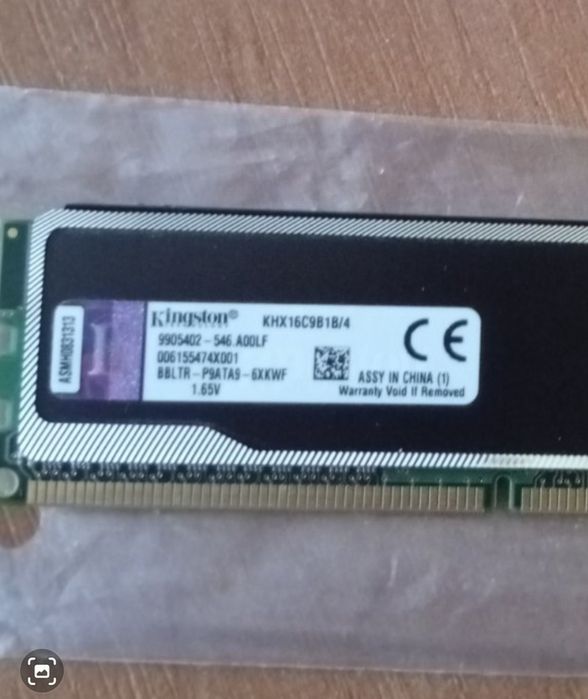 ASMH0831313
Kingston®
TECHNOLOGY
KHX16C9B1B/4
9905402-546.A00LF
006155474X001
BBLTR-P9ATA9-6XKWF
1.65V
CE
ASSY IN CHINA (1)
Warranty Void If Removed